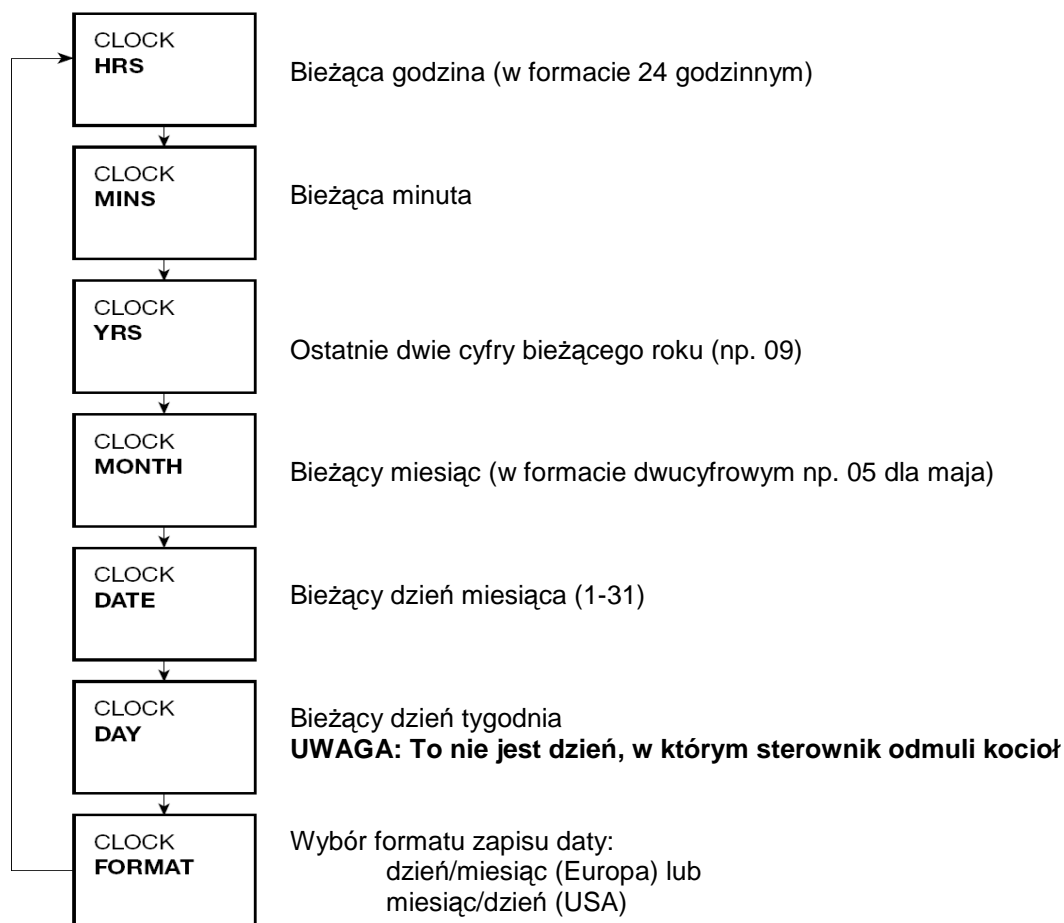 CLOCK
HRS
Bieżąca godzina (w formacie 24 godzinnym)
CLOCK
MINS
Bieżąca minuta
CLOCK
YRS
Ostatnie dwie cyfry bieżącego roku (np. 09)
CLOCK
MONTH
Bieżący miesiąc (w formacie dwucyfrowym np. 05 dla maja)
CLOCK
DATE
Bieżący dzień miesiąca (1-31)
CLOCK
DAY
Bieżący dzień tygodnia
UWAGA: To nie jest dzień, w którym sterownik odmuli kocioł
CLOCK
FORMAT
Wybór formatu zapisu daty:
dzień/miesiąc (Europa) lub
miesiąc/dzień (USA)